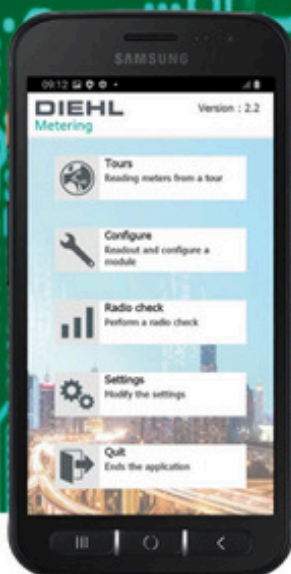 SAMSUNG
09:12
DIEHL
Metering
Version : 2.2
Tours
Reading meters from a tour
Configure
Readout and configure a
module
Radio check
Perform a radio check
Settings
Modify the settings
Quit
Ends the application